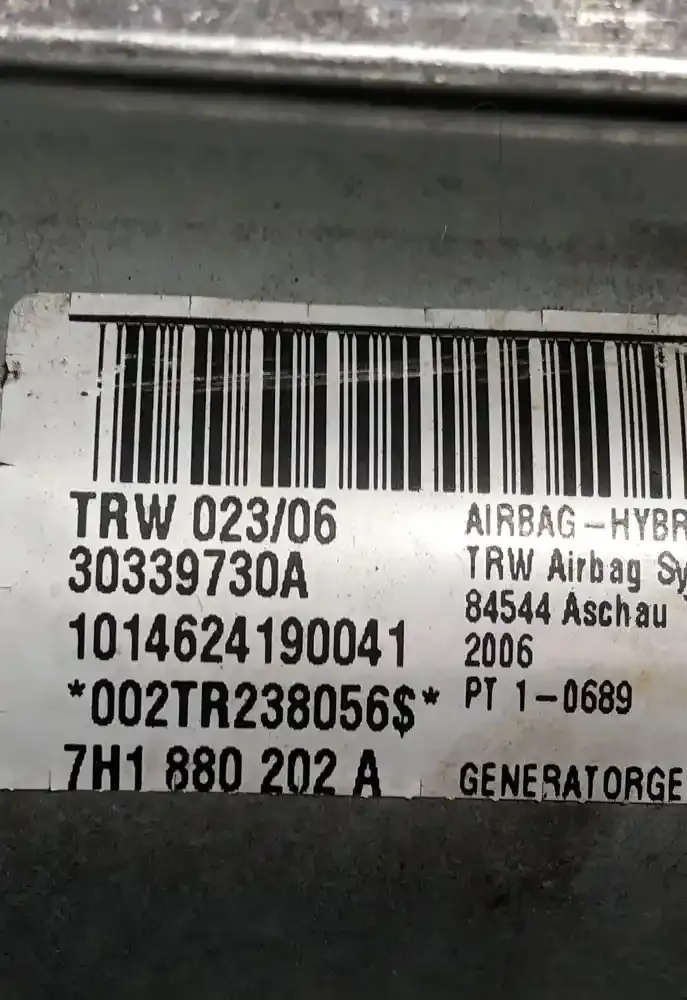 TRW 023/06
30339730A
1014624190041
*002TR238056$*
7H1 880 202 A
AIRBAG-HYBR
TRW Airbag Sy
84544 Aschau
2006
PT 1-0689
GENERATORGE